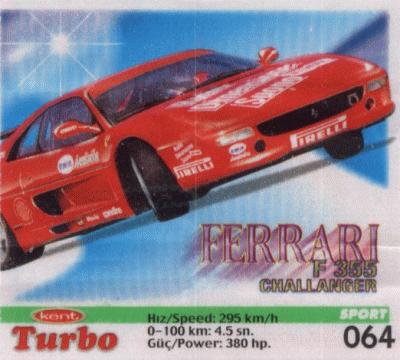 PIRELLI
PIRELLI
FERRARI
F 355
CHALLANGER
kent
Turbo
Hız/Speed: 295 km/h
0-100 km: 4.5 sn.
Güç/Power: 380 hp.
SPORT
064